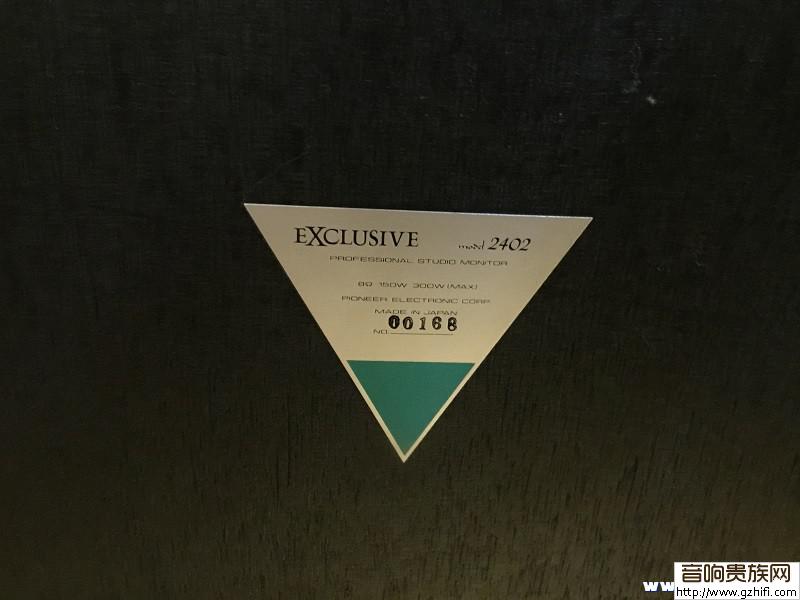 EXCLUSIVE model 2402
PROFESSIONAL STUDIO MONITOR
8Ω 150W 300W (MAX)
PIONEER ELECTRONIC CORP.
MADE IN JAPAN
NO. 00168
音响贵族网
http://www.gzhifi.com